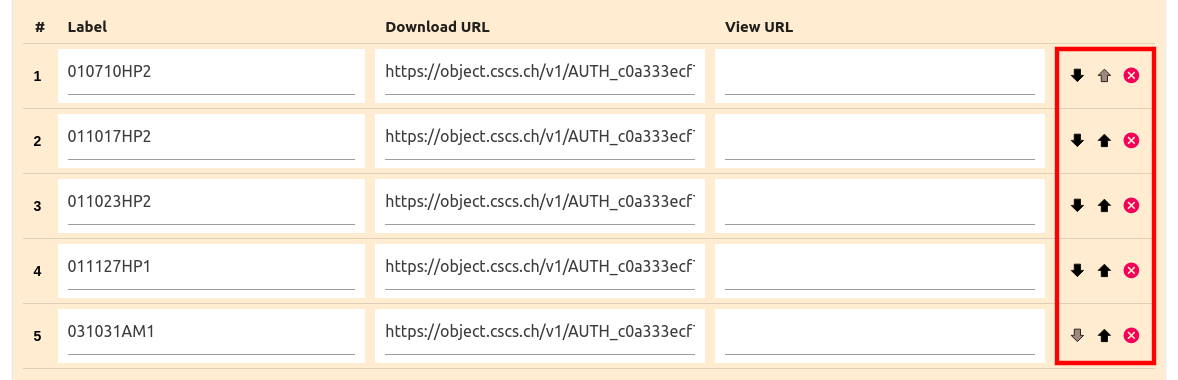 # Label Download URL View URL
1 010710HP2 https://object.cscs.ch/v1/AUTH_c0a333ecf
2 011017HP2 https://object.cscs.ch/v1/AUTH_c0a333ecf
3 011023HP2 https://object.cscs.ch/v1/AUTH_c0a333ecf
4 011127HP1 https://object.cscs.ch/v1/AUTH_c0a333ecf
5 031031AM1 https://object.cscs.ch/v1/AUTH_c0a333ecf